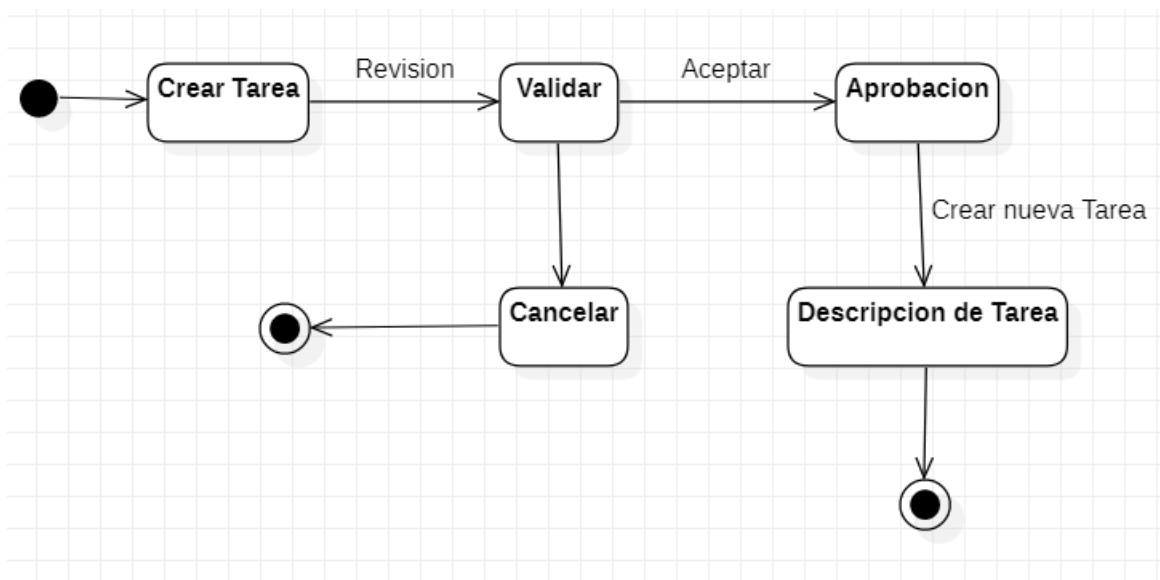 Crear Tarea
Revision
Validar
Aceptar
Aprobacion
Crear nueva Tarea
Cancelar
Descripcion de Tarea